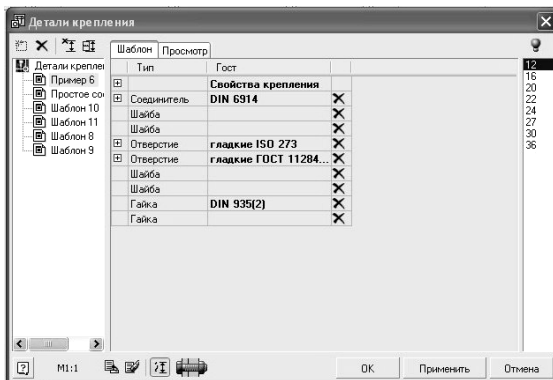 Детали крепления
Шаблон Просмотр
Детали креплен
Пример 6
Простое сое
Шаблон 10
Шаблон 11
Шаблон 8
Шаблон 9
Тип Гост
Свойства крепления
Соединитель DIN 6914
Шайба
Шайба
Отверстие гладкие ISO 273
Отверстие гладкие ГОСТ 11284...
Шайба
Шайба
Гайка DIN 935(2)
Гайка
12
16
20
22
24
27
30
36
M1:1
OK Применить Отмена